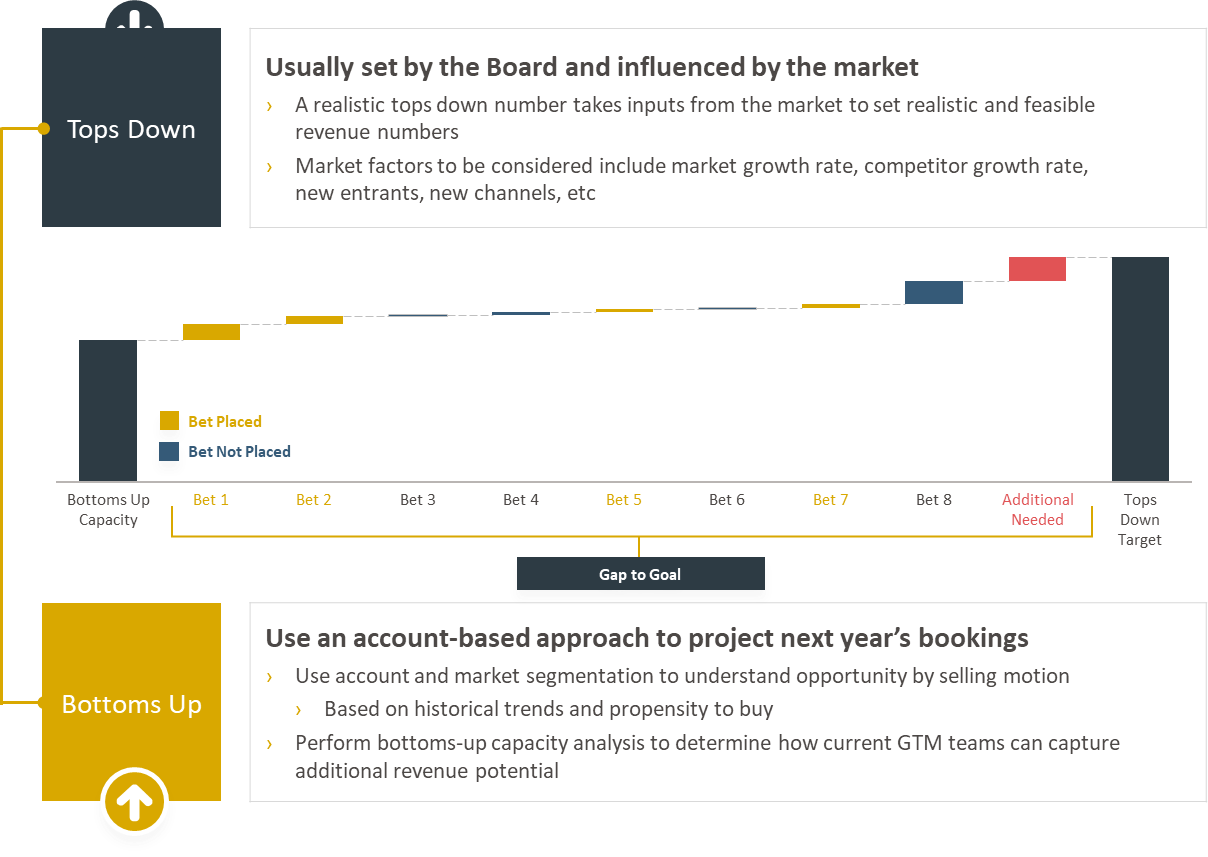 Tops Down
Usually set by the Board and influenced by the market
› A realistic tops down number takes inputs from the market to set realistic and feasible
revenue numbers
› Market factors to be considered include market growth rate, competitor growth rate,
new entrants, new channels, etc
Bet Placed
Bet Not Placed
Bottoms Up
Capacity
Bet 1
Bet 2
Bet 3
Bet 4
Bet 5
Bet 6
Bet 7
Bet 8
Additional
Needed
Tops
Down
Target
Gap to Goal
Bottoms Up
Use an account-based approach to project next year’s bookings
› Use account and market segmentation to understand opportunity by selling motion
› Based on historical trends and propensity to buy
› Perform bottoms-up capacity analysis to determine how current GTM teams can capture
additional revenue potential